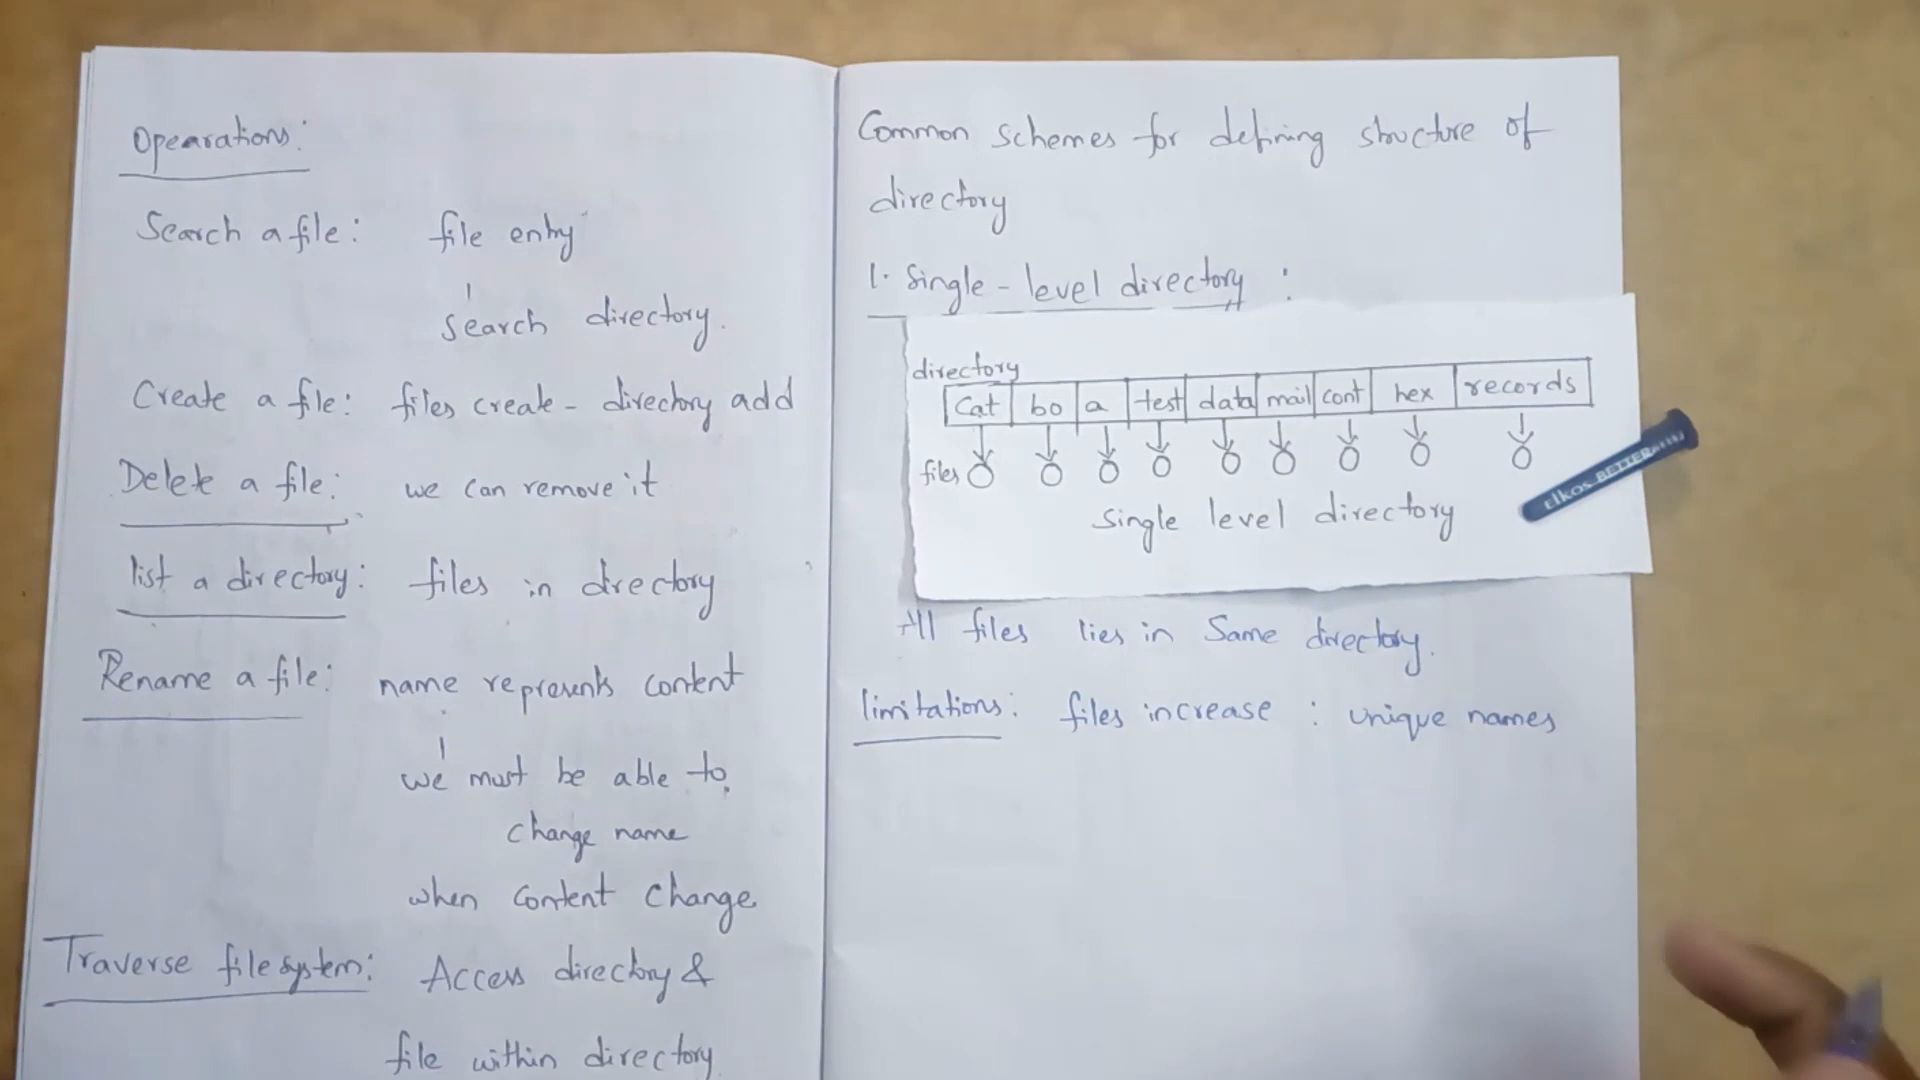 Opearations:
Search a file: file entry
search directory.
Create a file: files create - directory add
Delete a file: we can remove it
list a directory: files in directory
Rename a file: name represents content
we must be able to
change name
when content change
Traverse file system: Access directory &
file within directory
Common schemes for defining structure of
directory
1. Single-level directory:
directory
cat bo a test data mail cont hex records
files
Single level directory
Elkos BETTER
All files lies in same directory.
limitations: files increase : unique names